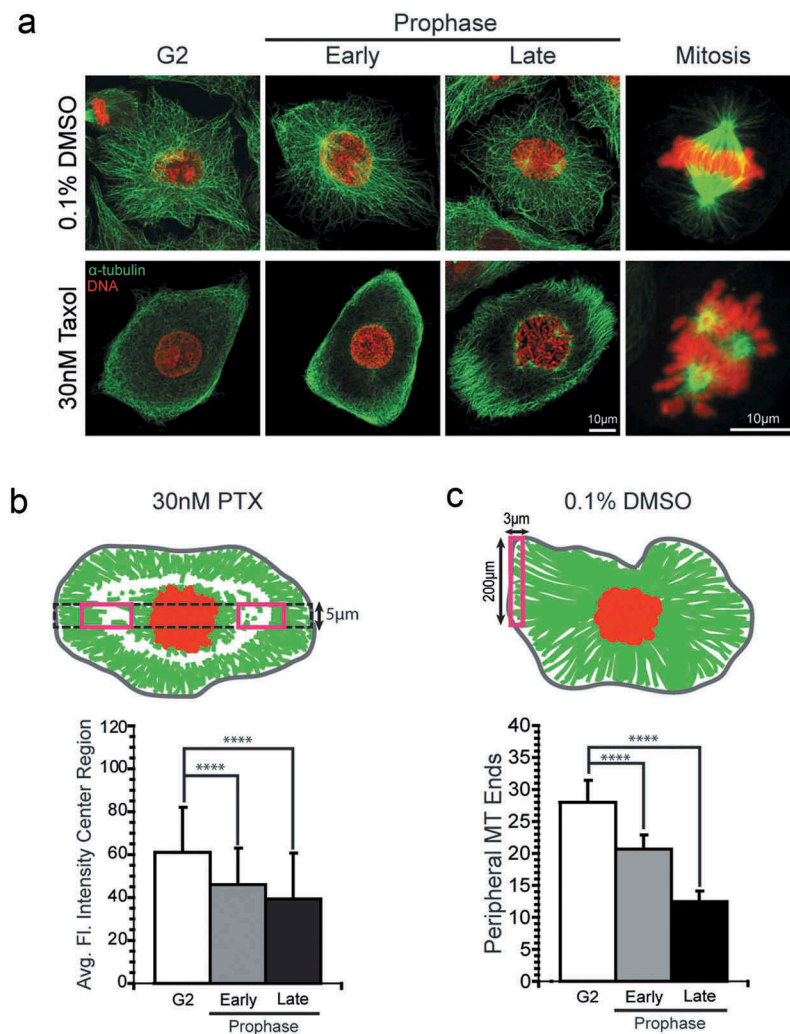 a
Prophase
G2 Early Late Mitosis
0.1% DMSO
30nM Taxol
α-tubulin
DNA
10µm
10µm
b
30nM PTX
5µm
Avg. Fl. Intensity Center Region
120
100
80
60
40
20
0
****
****
G2 Early Late
Prophase
c
0.1% DMSO
3µm
200µm
Peripheral MT Ends
40
35
30
25
20
15
10
5
0
****
****
G2 Early Late
Prophase